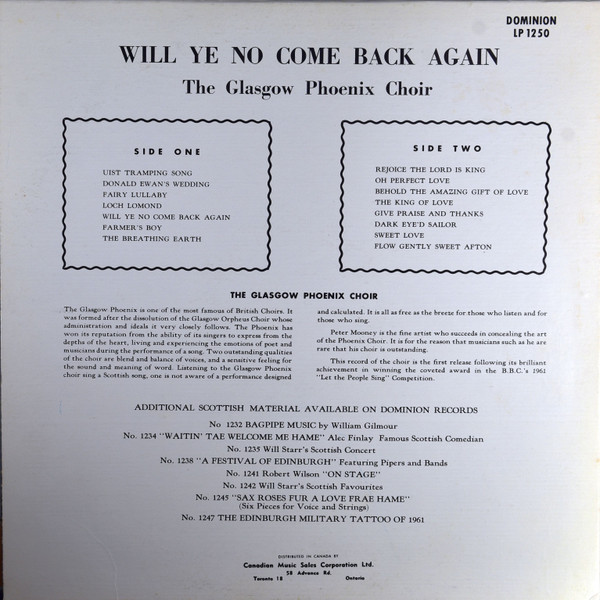 DOMINION
LP 1250
WILL YE NO COME BACK AGAIN
The Glasgow Phoenix Choir
SIDE ONE
UIST TRAMPING SONG
DONALD EWAN'S WEDDING
FAIRY LULLABY
LOCH LOMOND
WILL YE NO COME BACK AGAIN
FARMER'S BOY
THE BREATHING EARTH
SIDE TWO
REJOICE THE LORD IS KING
OH PERFECT LOVE
BEHOLD THE AMAZING GIFT OF LOVE
THE KING OF LOVE
GIVE PRAISE AND THANKS
DARK EYE'D SAILOR
SWEET LOVE
FLOW GENTLY SWEET AFTON
THE GLASGOW PHOENIX CHOIR
The Glasgow Phoenix is one of the most famous of British Choirs. It
was formed after the dissolution of the Glasgow Orpheus Choir whose
administration and ideals it very closely follows. The Phoenix has
won its reputation from the ability of its singers to express from the
depths of the heart, living and experiencing the emotions of poet and
musicians during the performance of a song. Two outstanding qualities
of the choir are blend and balance of voices, and a sensitive feeling for
the sound and meaning of word. Listening to the Glasgow Phoenix
choir sing a Scottish song, one is not aware of a performance designed
and calculated. It is all as free as the breeze for those who listen and for
those who sing.
Peter Mooney is the fine artist who succeeds in concealing the art
of the Phoenix Choir. It is for the reason that musicians such as he are
rare that his choir is outstanding.
This record of the choir is the first release following its brilliant
achievement in winning the coveted award in the B.B.C.'s 1961
"Let the People Sing" Competition.
ADDITIONAL SCOTTISH MATERIAL AVAILABLE ON DOMINION RECORDS
No 1232 BAGPIPE MUSIC by William Gilmour
No. 1234 "WAITIN' TAE WELCOME ME HAME" Alec Finlay Famous Scottish Comedian
No. 1235 Will Starr's Scottish Concert
No. 1238 "A FESTIVAL OF EDINBURGH" Featuring Pipers and Bands
No. 1241 Robert Wilson "ON STAGE"
No. 1242 Will Starr's Scottish Favourites
No. 1245 "SAX ROSES FUR A LOVE FRAE HAME"
(Six Pieces for Voice and Strings)
No. 1247 THE EDINBURGH MILITARY TATTOO OF 1961
DISTRIBUTED IN CANADA BY
Canadian Music Sales Corporation Ltd.
58 Advance Rd.
Toronto 18 Ontario